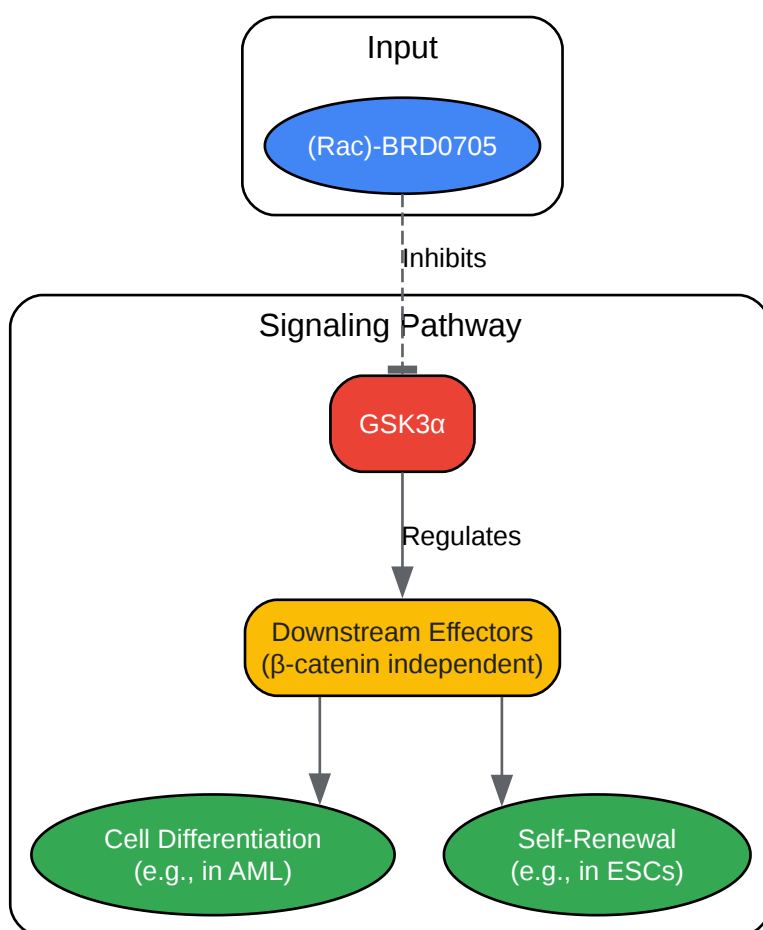 Input
(Rac)-BRD0705
Inhibits
Signaling Pathway
GSK3α
Regulates
Downstream Effectors
(β-catenin independent)
Cell Differentiation
(e.g., in AML)
Self-Renewal
(e.g., in ESCs)